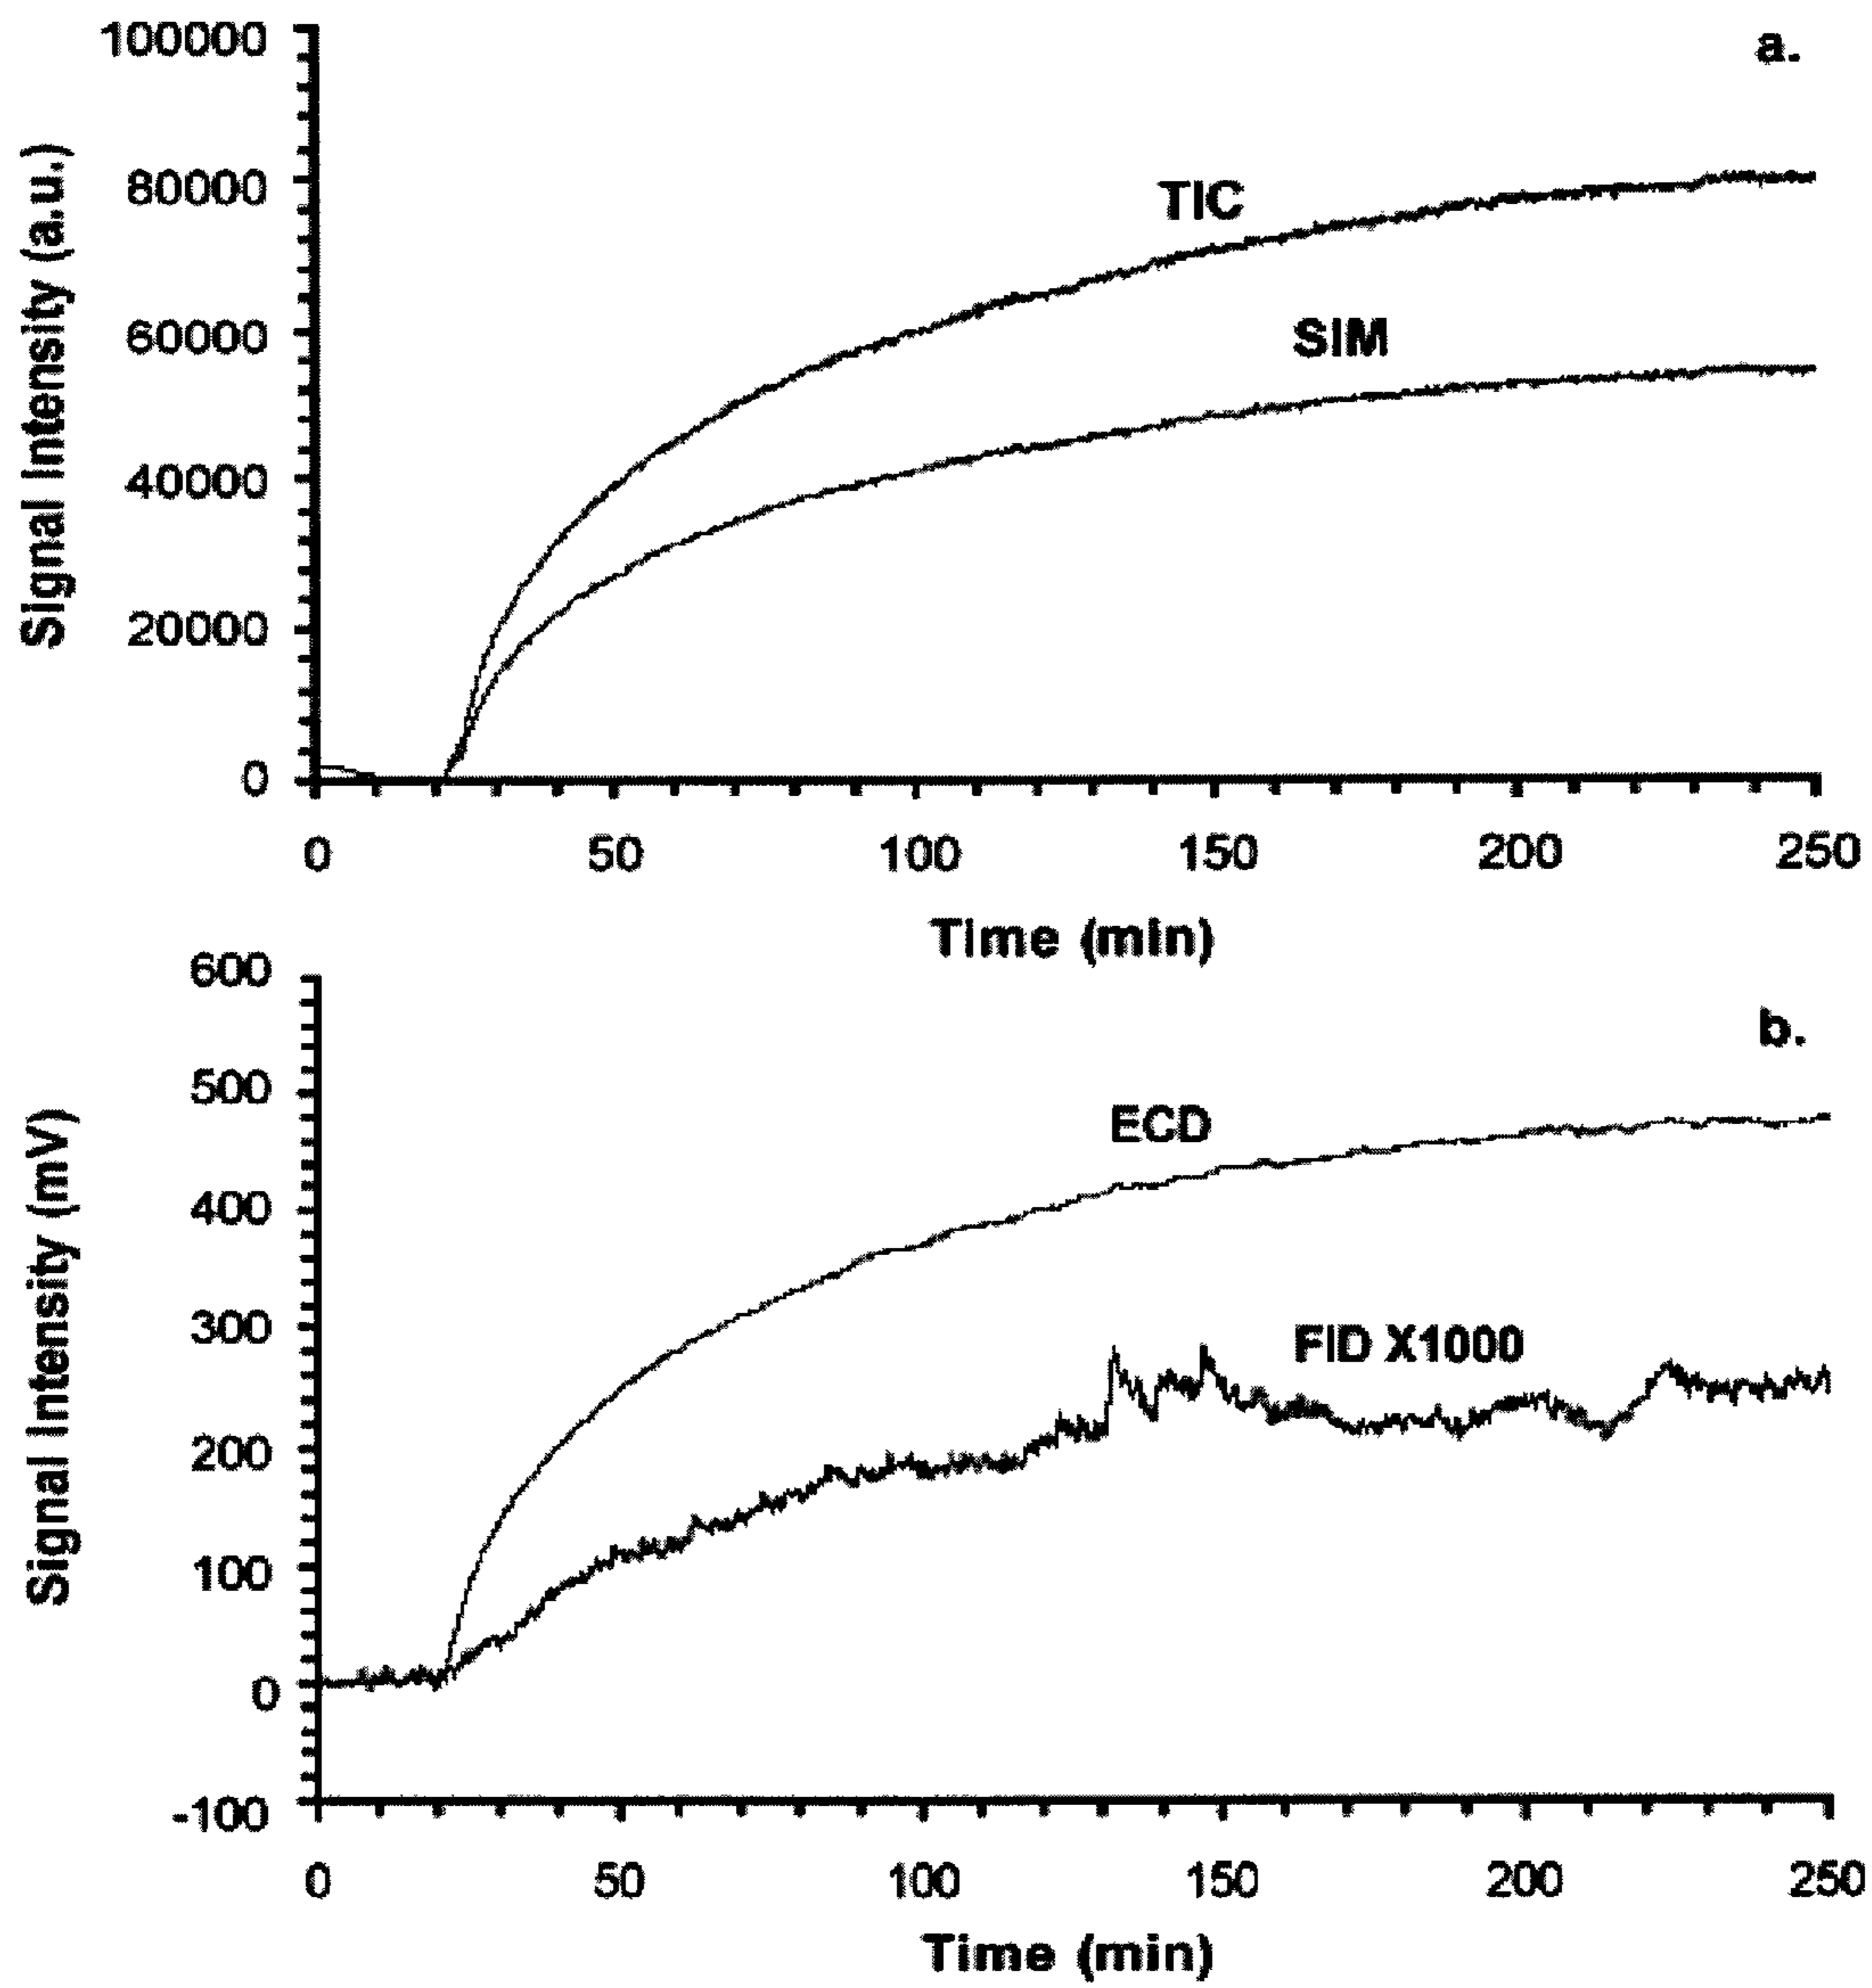 a.
100000
80000
60000
40000
20000
0
Signal Intensity (a.u.)
TIC
SIM
0 50 100 150 200 250
Time (min)
b.
600
500
400
300
200
100
0
-100
Signal Intensity (mV)
ECD
FID X1000
0 50 100 150 200 250
Time (min)